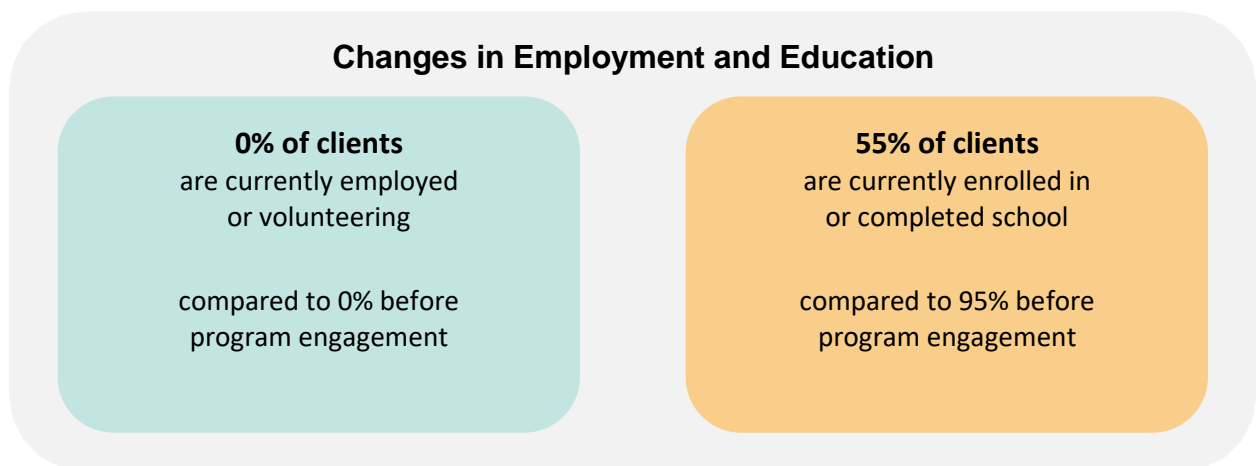 Changes in Employment and Education
0% of clients
are currently employed
or volunteering
compared to 0% before
program engagement
55% of clients
are currently enrolled in
or completed school
compared to 95% before
program engagement